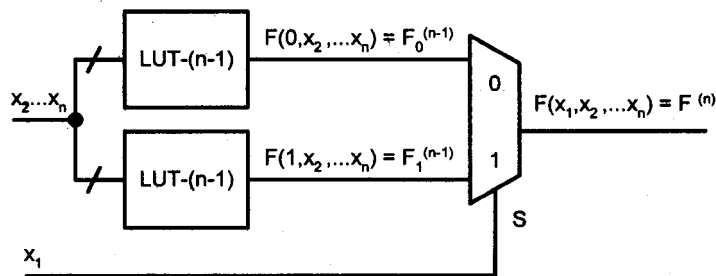 x₂...xₙ
LUT-(n-1)
F(0,x₂,...xₙ) = F₀⁽ⁿ⁻¹⁾
0
F(x₁,x₂,...xₙ) = F⁽ⁿ⁾
LUT-(n-1)
F(1,x₂,...xₙ) = F₁⁽ⁿ⁻¹⁾
1
S
x₁